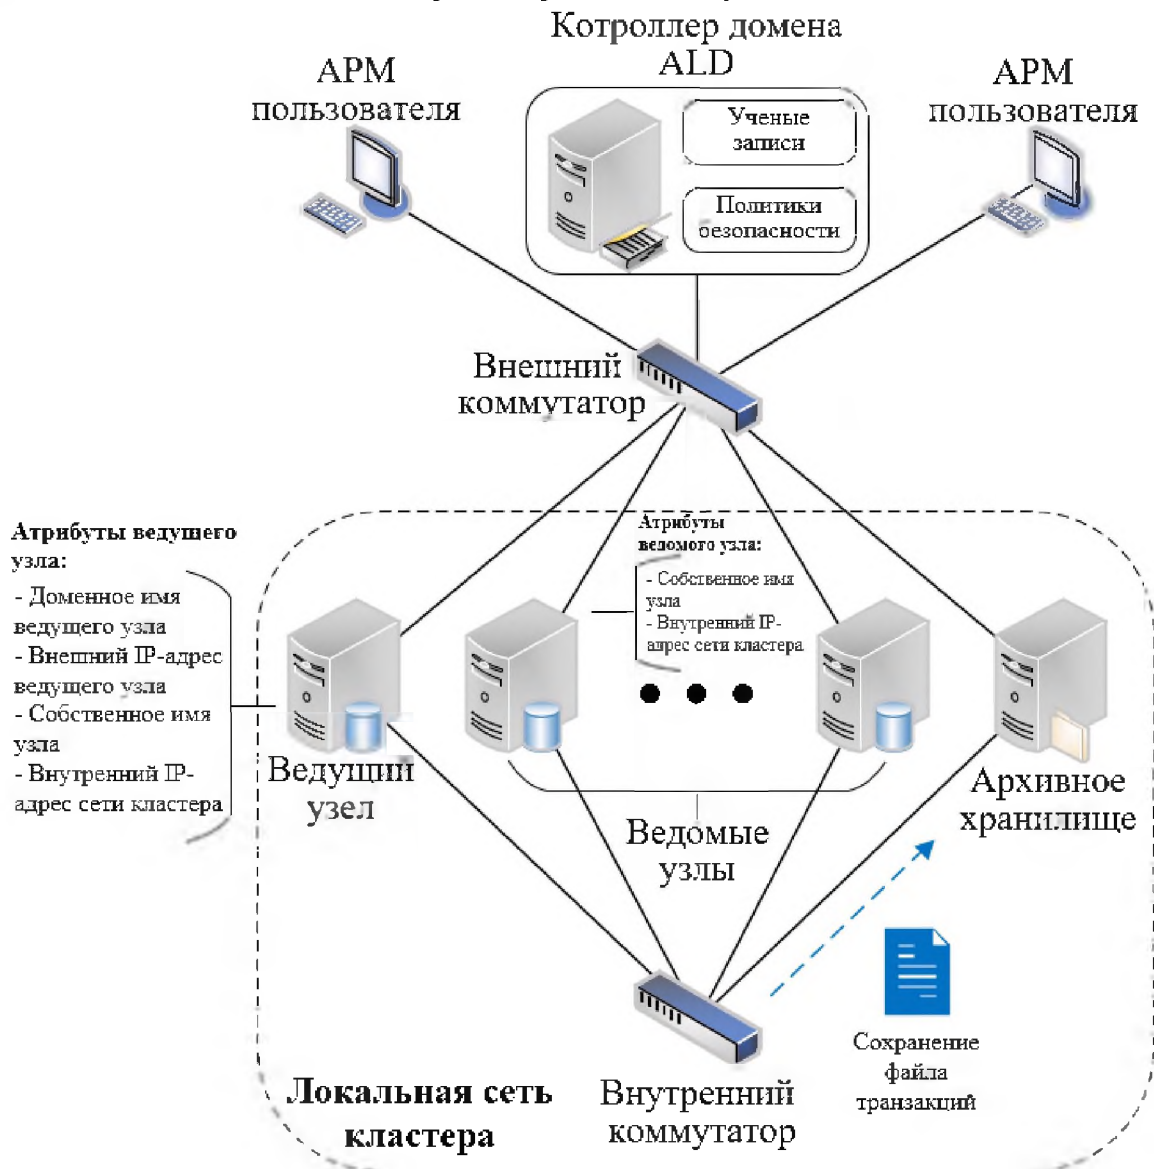 Котроллер домена
ALD
АРМ
пользователя
АРМ
пользователя
Ученые
записи
Политики
безопасности
Внешний
коммутатор
Атрибуты ведущего
узла:
- Доменное имя
ведущего узла
- Внешний IP-адрес
ведущего узла
- Собственное имя
узла
- Внутренний IP-
адрес сети кластера
Атрибуты
ведомого узла:
- Собственное имя
узла
- Внутренний IP-
адрес сети кластера
Ведущий
узел
Ведомые
узлы
Архивное
хранилище
Сохранение
файла
транзакций
Локальная сеть
кластера
Внутренний
коммутатор